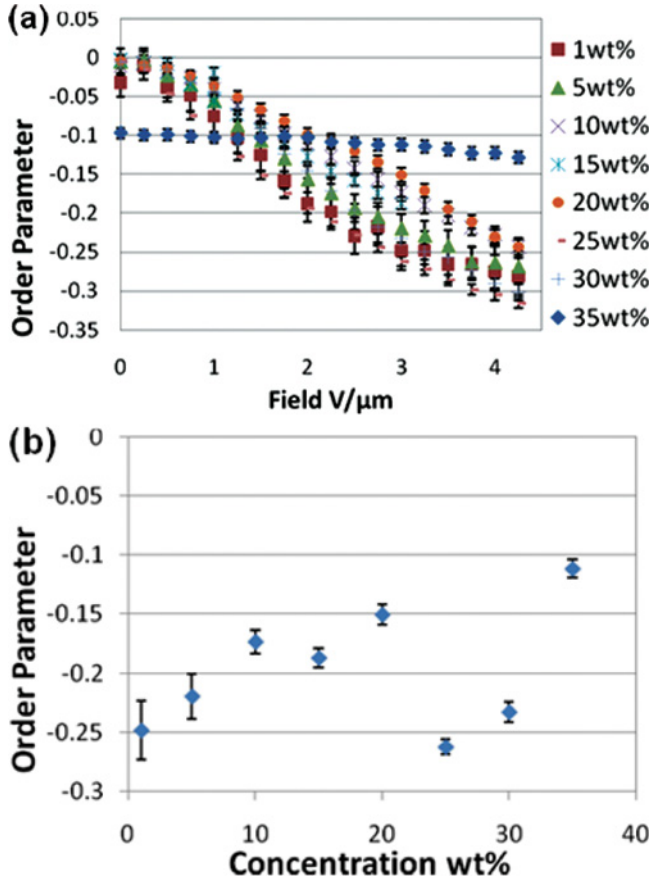 (a)
0.05
0
-0.05
-0.1
-0.15
-0.2
-0.25
-0.3
-0.35
Order Parameter
0 1 2 3 4
Field V/µm
1wt%
5wt%
10wt%
15wt%
20wt%
25wt%
30wt%
35wt%
(b)
0
-0.05
-0.1
-0.15
-0.2
-0.25
-0.3
Order Parameter
0 10 20 30 40
Concentration wt%